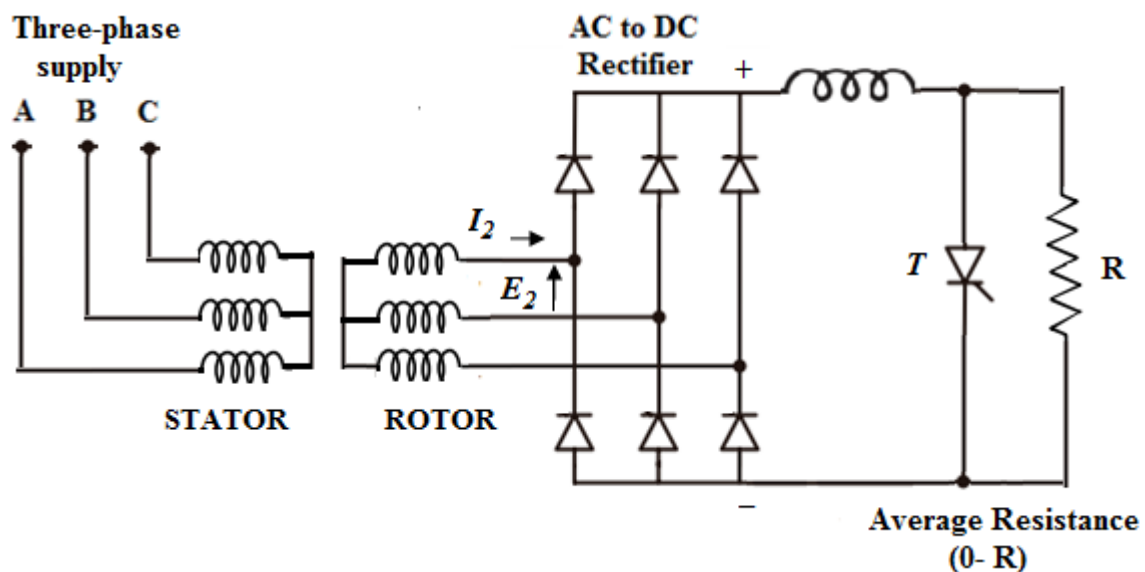 Three-phase
supply
A B C
AC to DC
Rectifier
+
I2
E2
T
R
STATOR
ROTOR
−
Average Resistance
(0- R)